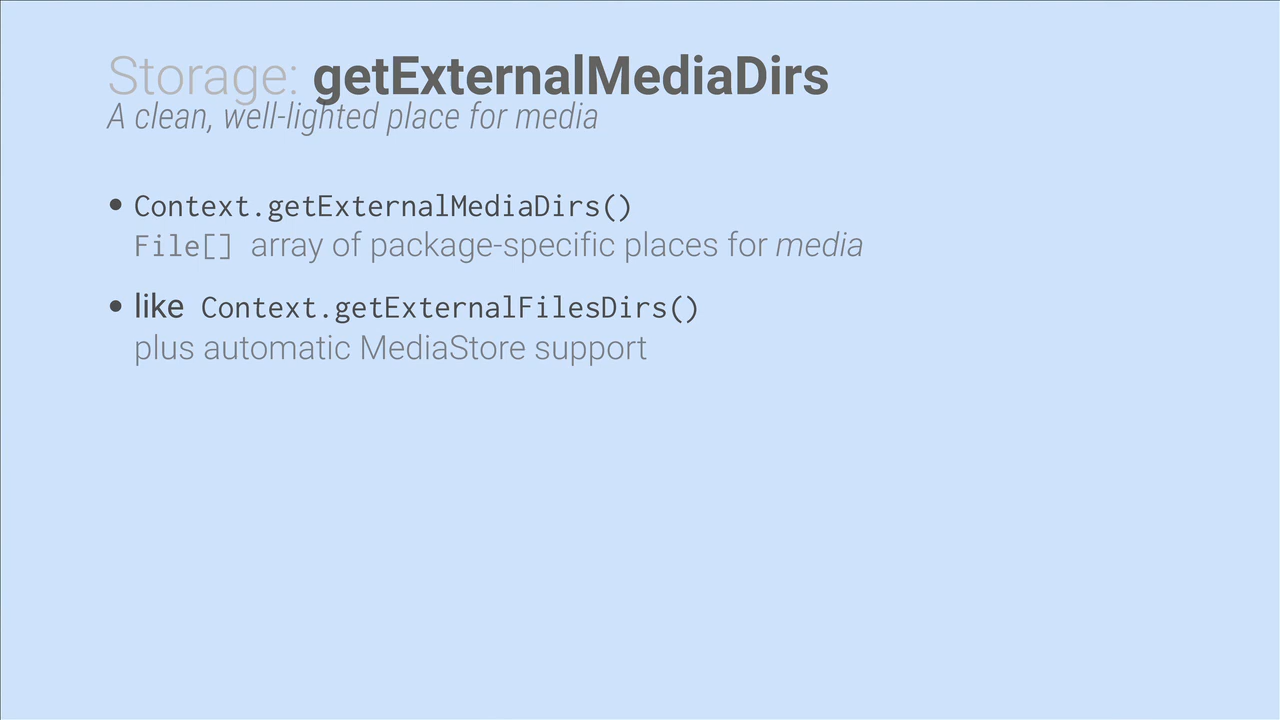 Storage: getExternalMediaDirs
A clean, well-lighted place for media
• Context.getExternalMediaDirs()
File[] array of package-specific places for media
• like Context.getExternalFilesDirs()
plus automatic MediaStore support